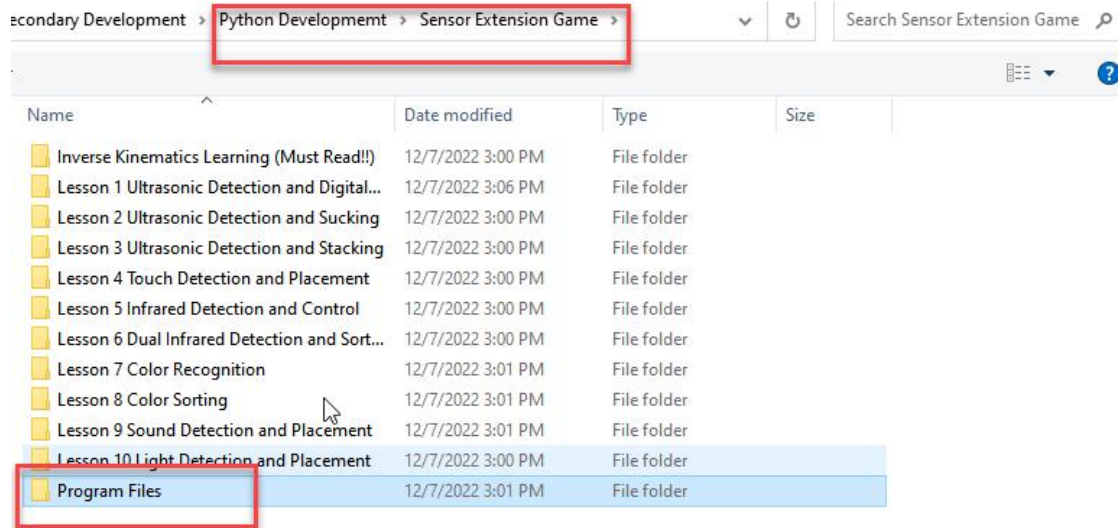 econdary Development > Python Developmemt > Sensor Extension Game > Search Sensor Extension Game
Name Date modified Type Size
Inverse Kinematics Learning (Must Read!!) 12/7/2022 3:00 PM File folder
Lesson 1 Ultrasonic Detection and Digital... 12/7/2022 3:06 PM File folder
Lesson 2 Ultrasonic Detection and Sucking 12/7/2022 3:00 PM File folder
Lesson 3 Ultrasonic Detection and Stacking 12/7/2022 3:00 PM File folder
Lesson 4 Touch Detection and Placement 12/7/2022 3:00 PM File folder
Lesson 5 Infrared Detection and Control 12/7/2022 3:00 PM File folder
Lesson 6 Dual Infrared Detection and Sort... 12/7/2022 3:00 PM File folder
Lesson 7 Color Recognition 12/7/2022 3:01 PM File folder
Lesson 8 Color Sorting 12/7/2022 3:01 PM File folder
Lesson 9 Sound Detection and Placement 12/7/2022 3:01 PM File folder
Lesson 10 Light Detection and Placement 12/7/2022 3:00 PM File folder
Program Files 12/7/2022 3:01 PM File folder